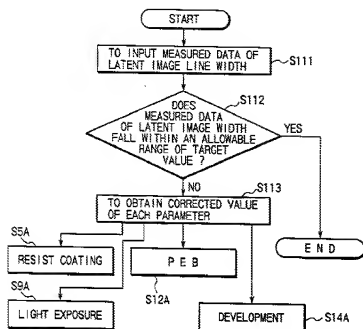 START
TO INPUT MEASURED DATA OF
LATENT IMAGE LINE WIDTH
S111
DOES
MEASURED DATA
OF LATENT IMAGE WIDTH
FALL WITHIN AN ALLOWABLE
RANGE OF TARGET
VALUE ?
S112
YES
NO
S113
TO OBTAIN CORRECTED VALUE
OF EACH PARAMETER
END
S5A
RESIST COATING
PEB
S12A
S9A
LIGHT EXPOSURE
DEVELOPMENT
S14A